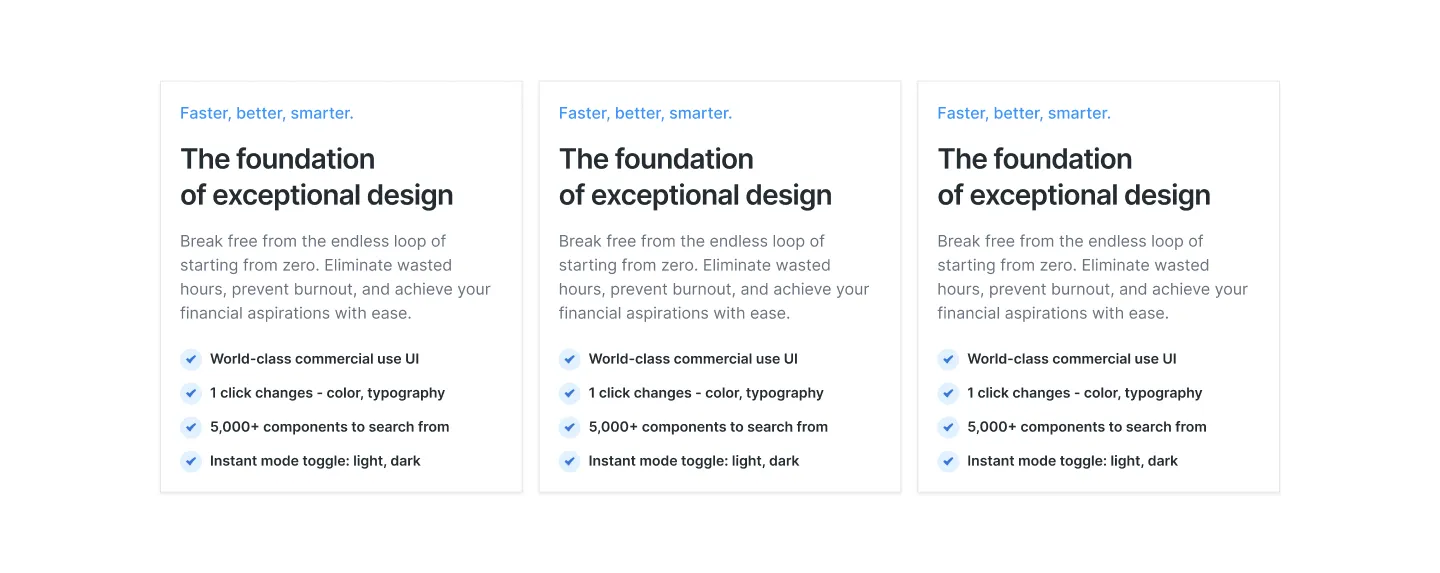 Faster, better, smarter.
The foundation
of exceptional design
Break free from the endless loop of
starting from zero. Eliminate wasted
hours, prevent burnout, and achieve your
financial aspirations with ease.
World-class commercial use UI
1 click changes - color, typography
5,000+ components to search from
Instant mode toggle: light, dark
Faster, better, smarter.
The foundation
of exceptional design
Break free from the endless loop of
starting from zero. Eliminate wasted
hours, prevent burnout, and achieve your
financial aspirations with ease.
World-class commercial use UI
1 click changes - color, typography
5,000+ components to search from
Instant mode toggle: light, dark
Faster, better, smarter.
The foundation
of exceptional design
Break free from the endless loop of
starting from zero. Eliminate wasted
hours, prevent burnout, and achieve your
financial aspirations with ease.
World-class commercial use UI
1 click changes - color, typography
5,000+ components to search from
Instant mode toggle: light, dark